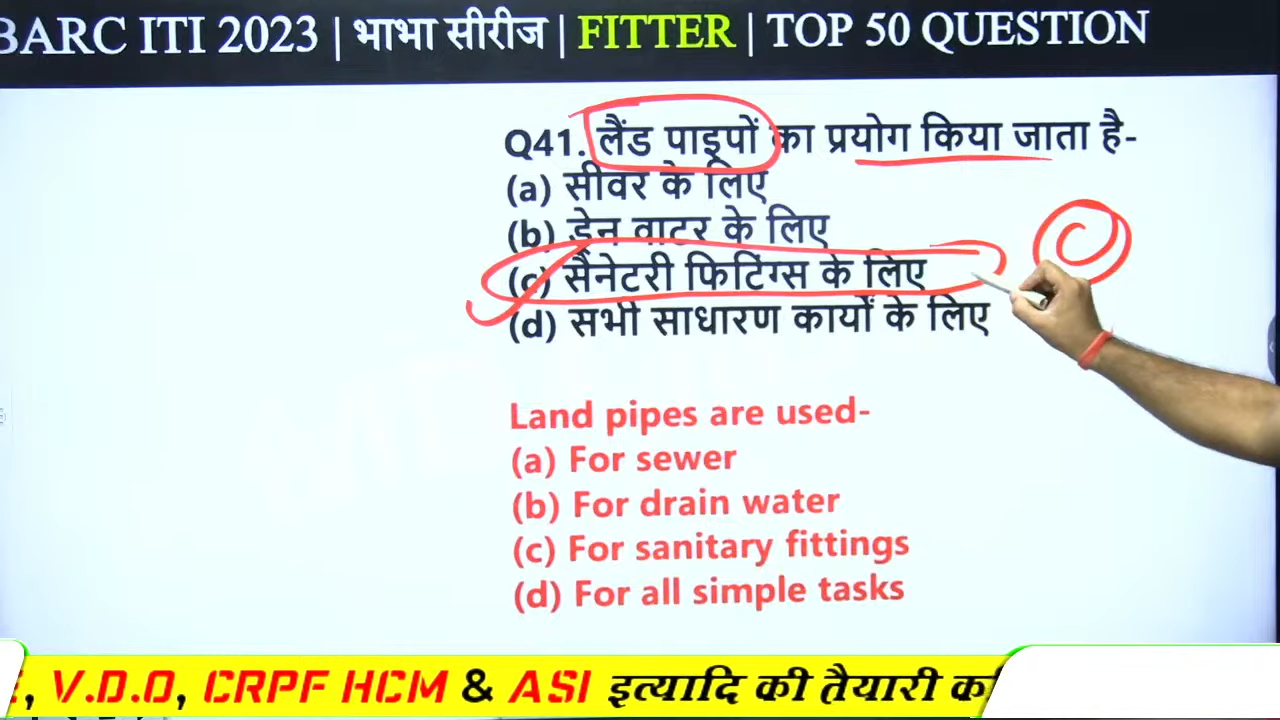 BARC ITI 2023 | भाभा सीरीज | FITTER | TOP 50 QUESTION
Q41. लैंड पाइपों का प्रयोग किया जाता है-
(a) सीवर के लिए
(b) ड्रेन वाटर के लिए
(c) सैनेटरी फिटिंग्स के लिए
(d) सभी साधारण कार्यो के लिए
Land pipes are used-
(a) For sewer
(b) For drain water
(c) For sanitary fittings
(d) For all simple tasks
, V.D.O, CRPF HCM & ASI इत्यादि की तैयारी